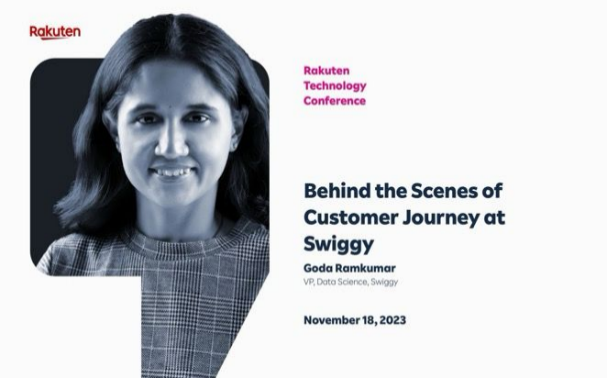 Rakuten
Rakuten
Technology
Conference
Behind the Scenes of
Customer Journey at
Swiggy
Goda Ramkumar
VP, Data Science, Swiggy
November 18, 2023